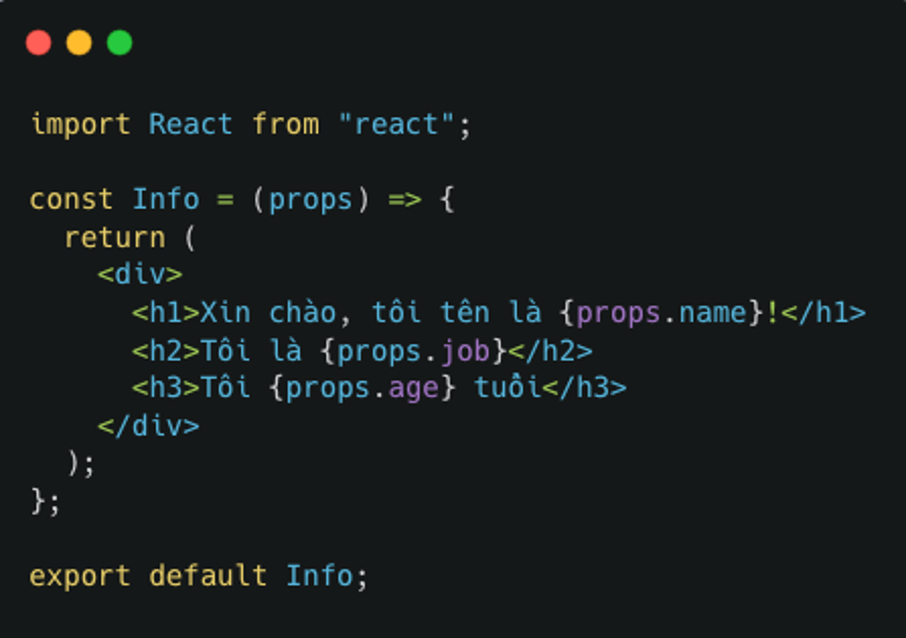 import React from "react";
const Info = (props) => {
return (
<div>
<h1>Xin chào, tôi tên là {props.name}!</h1>
<h2>Tôi là {props.job}</h2>
<h3>Tôi {props.age} tuổi</h3>
</div>
);
};
export default Info;